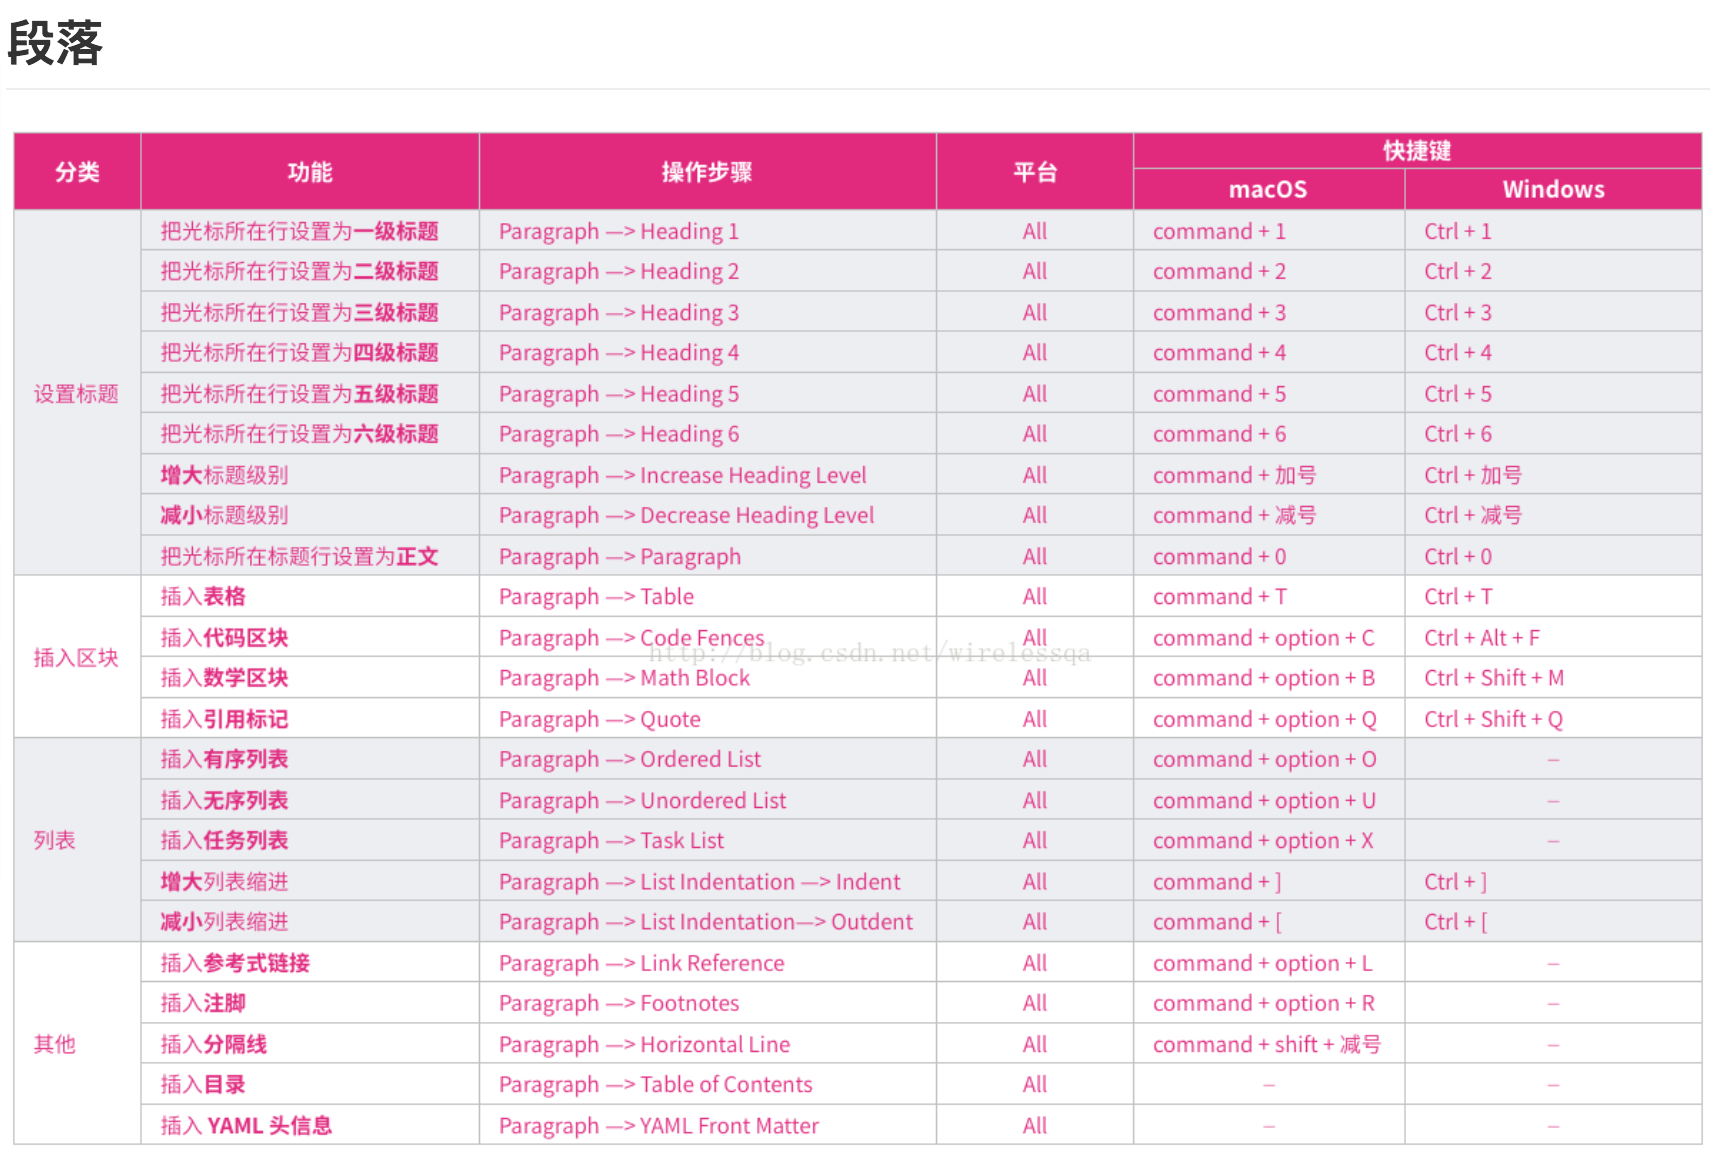 段落
分类 功能 操作步骤 平台 快捷键
macOS Windows
设置标题
把光标所在行设置为一级标题 Paragraph —> Heading 1 All command + 1 Ctrl + 1
把光标所在行设置为二级标题 Paragraph —> Heading 2 All command + 2 Ctrl + 2
把光标所在行设置为三级标题 Paragraph —> Heading 3 All command + 3 Ctrl + 3
把光标所在行设置为四级标题 Paragraph —> Heading 4 All command + 4 Ctrl + 4
把光标所在行设置为五级标题 Paragraph —> Heading 5 All command + 5 Ctrl + 5
把光标所在行设置为六级标题 Paragraph —> Heading 6 All command + 6 Ctrl + 6
增大标题级别 Paragraph —> Increase Heading Level All command + 加号 Ctrl + 加号
减小标题级别 Paragraph —> Decrease Heading Level All command + 减号 Ctrl + 减号
把光标所在标题行设置为正文 Paragraph —> Paragraph All command + 0 Ctrl + 0
插入区块
插入表格 Paragraph —> Table All command + T Ctrl + T
插入代码区块 Paragraph —> Code Fences All command + option + C Ctrl + Alt + F
http://blog.csdn.net/wirelessqa
插入数学区块 Paragraph —> Math Block All command + option + B Ctrl + Shift + M
插入引用标记 Paragraph —> Quote All command + option + Q Ctrl + Shift + Q
列表
插入有序列表 Paragraph —> Ordered List All command + option + O –
插入无序列表 Paragraph —> Unordered List All command + option + U –
插入任务列表 Paragraph —> Task List All command + option + X –
增大列表缩进 Paragraph —> List Indentation —> Indent All command + ] Ctrl + ]
减小列表缩进 Paragraph —> List Indentation—> Outdent All command + [ Ctrl + [
其他
插入参考式链接 Paragraph —> Link Reference All command + option + L –
插入注脚 Paragraph —> Footnotes All command + option + R –
插入分隔线 Paragraph —> Horizontal Line All command + shift + 减号 –
插入目录 Paragraph —> Table of Contents All – –
插入 YAML 头信息 Paragraph —> YAML Front Matter All – –